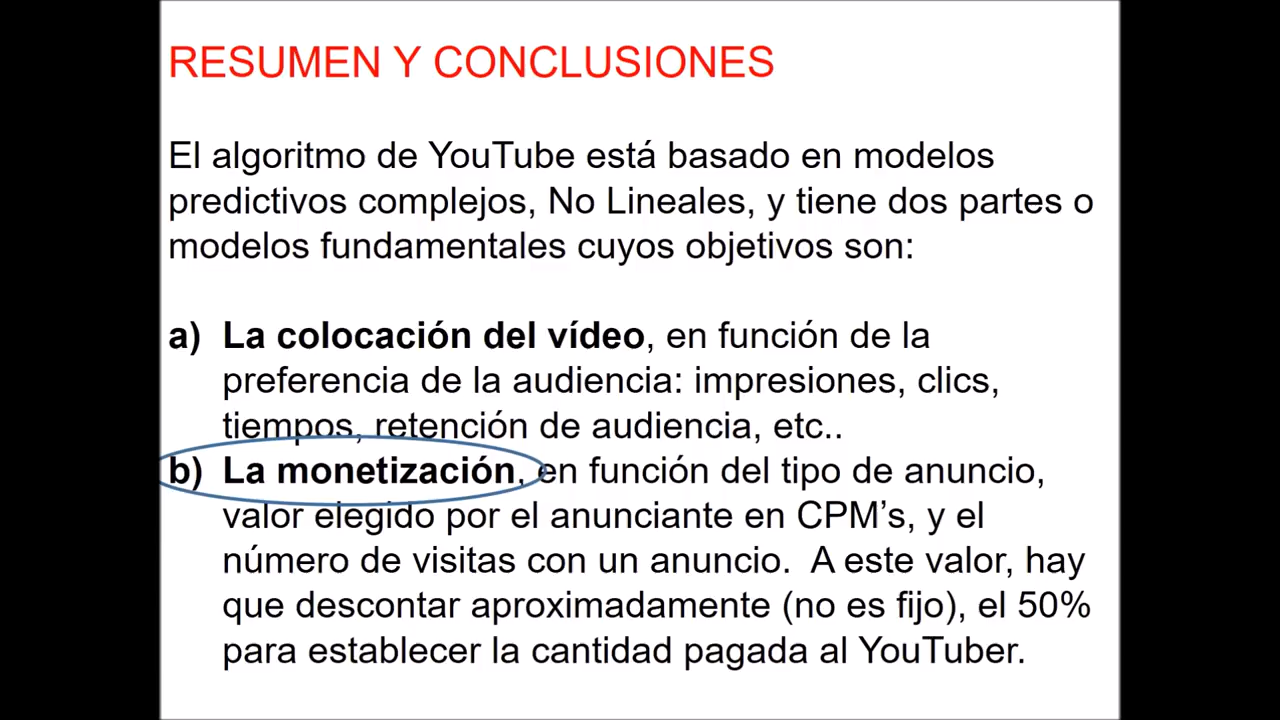 RESUMEN Y CONCLUSIONES
El algoritmo de YouTube está basado en modelos
predictivos complejos, No Lineales, y tiene dos partes o
modelos fundamentales cuyos objetivos son:
a) La colocación del vídeo, en función de la
preferencia de la audiencia: impresiones, clics,
tiempos, retención de audiencia, etc..
b) La monetización, en función del tipo de anuncio,
valor elegido por el anunciante en CPM’s, y el
número de visitas con un anuncio. A este valor, hay
que descontar aproximadamente (no es fijo), el 50%
para establecer la cantidad pagada al YouTuber.